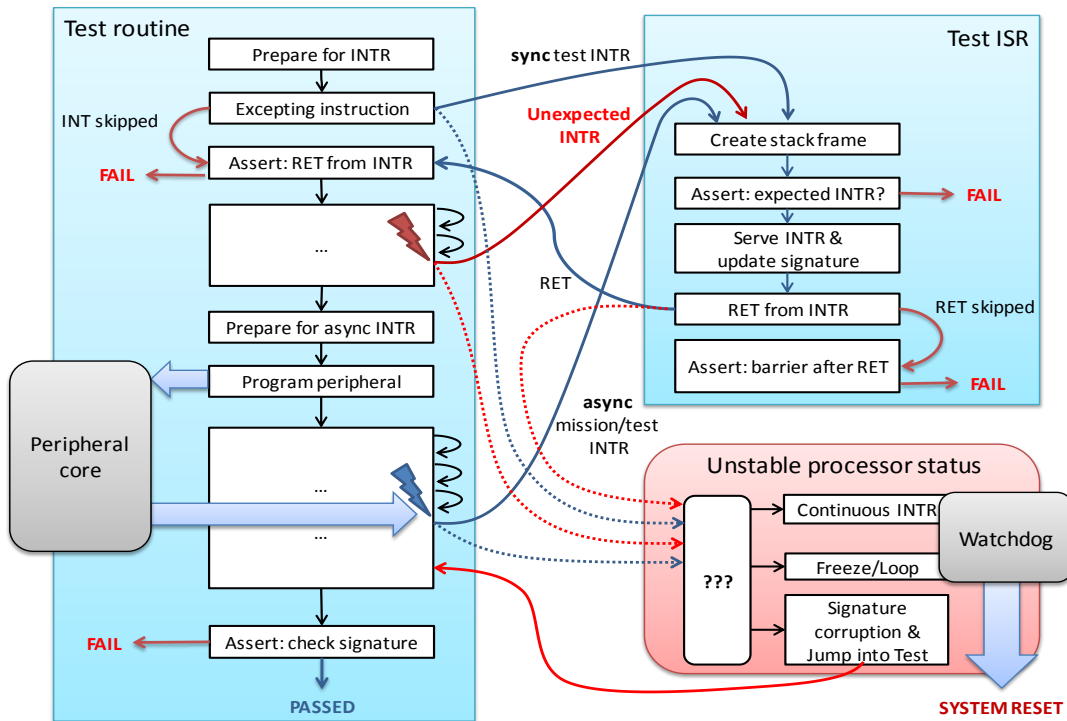 Test routine
Prepare for INTR
Excepting instruction
INT skipped
Assert: RET from INTR
FAIL
...
Prepare for async INTR
Program peripheral
Peripheral
core
...
...
Assert: check signature
FAIL
PASSED
sync test INTR
Unexpected
INTR
RET
async
mission/test
INTR
Test ISR
Create stack frame
Assert: expected INTR?
FAIL
Serve INTR &
update signature
RET from INTR
RET skipped
Assert: barrier after RET
FAIL
Unstable processor status
???
Continuous INTR
Freeze/Loop
Signature
corruption &
Jump into Test
Watchdog
SYSTEM RESET